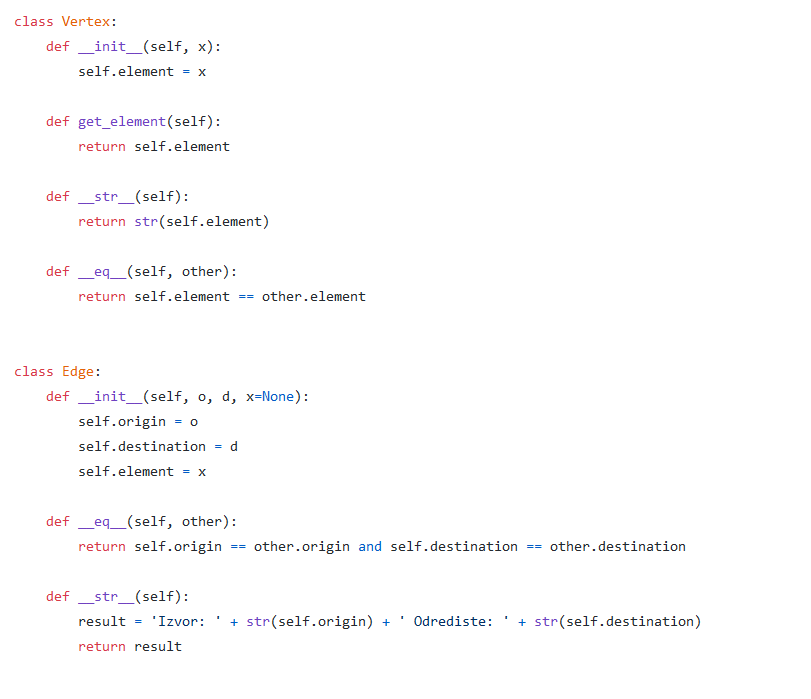 class Vertex:
    def __init__(self, x):
        self.element = x

    def get_element(self):
        return self.element

    def __str__(self):
        return str(self.element)

    def __eq__(self, other):
        return self.element == other.element


class Edge:
    def __init__(self, o, d, x=None):
        self.origin = o
        self.destination = d
        self.element = x

    def __eq__(self, other):
        return self.origin == other.origin and self.destination == other.destination

    def __str__(self):
        result = 'Izvor: ' + str(self.origin) + ' Odrediste: ' + str(self.destination)
        return result